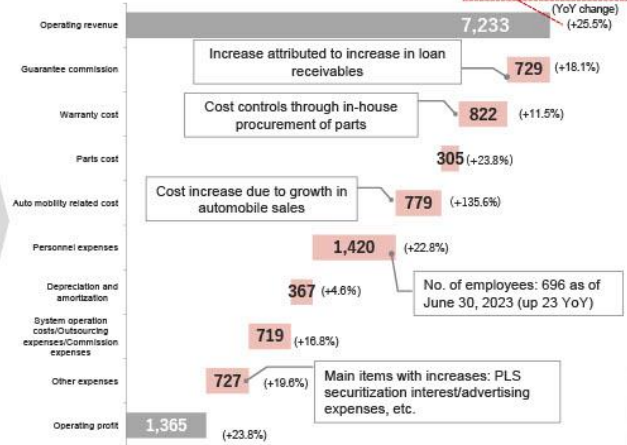 (YoY change)
Operating revenue
7,233
(+25.5%)
Increase attributed to increase in loan
receivables
Guarantee commission
729
(+18.1%)
Cost controls through in-house
procurement of parts
Warranty cost
822
(+11.5%)
Parts cost
305
(+23.8%)
Cost increase due to growth in
automobile sales
Auto mobility related cost
779
(+135.6%)
Personnel expenses
1,420
(+22.8%)
No. of employees: 696 as of
June 30, 2023 (up 23 YoY)
Depreciation and
amortization
367
(+4.6%)
System operation
costs/Outsourcing
expenses/Commission
expenses
719
(+16.8%)
Other expenses
727
(+19.6%)
Main items with increases: PLS
securitization interest/advertising
expenses, etc.
Operating profit
1,365
(+23.8%)